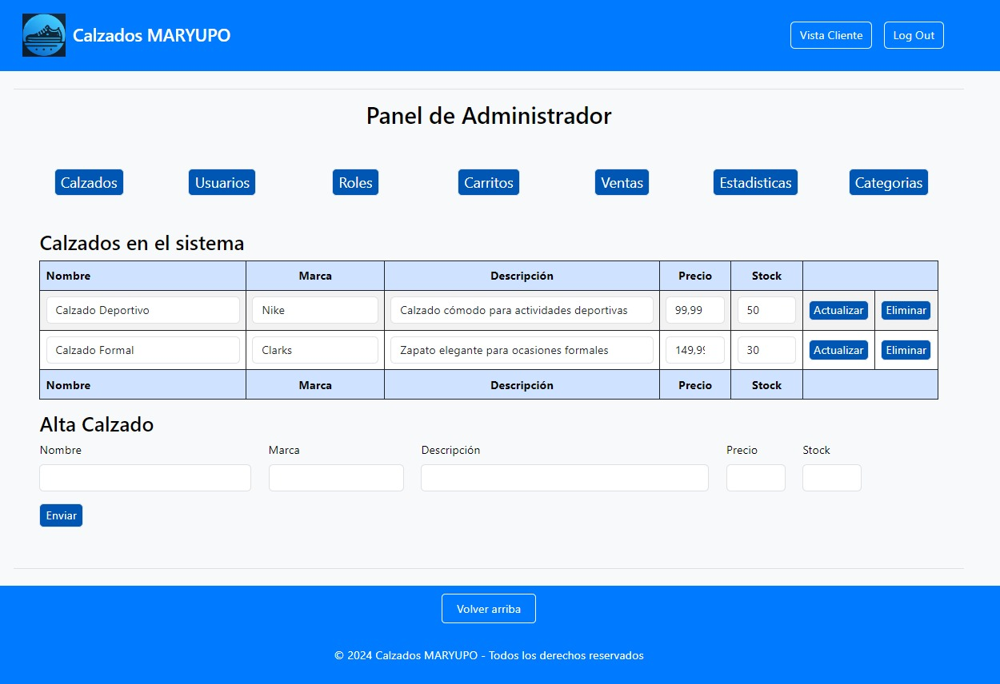 Calzados MARYUPO
Vista Cliente
Log Out
Panel de Administrador
Calzados Usuarios Roles Carritos Ventas Estadisticas Categorias
Calzados en el sistema
Nombre Marca Descripción Precio Stock
Calzado Deportivo Nike Calzado cómodo para actividades deportivas 99,99 50 Actualizar Eliminar
Calzado Formal Clarks Zapato elegante para ocasiones formales 149,99 30 Actualizar Eliminar
Nombre Marca Descripción Precio Stock
Alta Calzado
Nombre Marca Descripción Precio Stock
Enviar
Volver arriba
© 2024 Calzados MARYUPO - Todos los derechos reservados